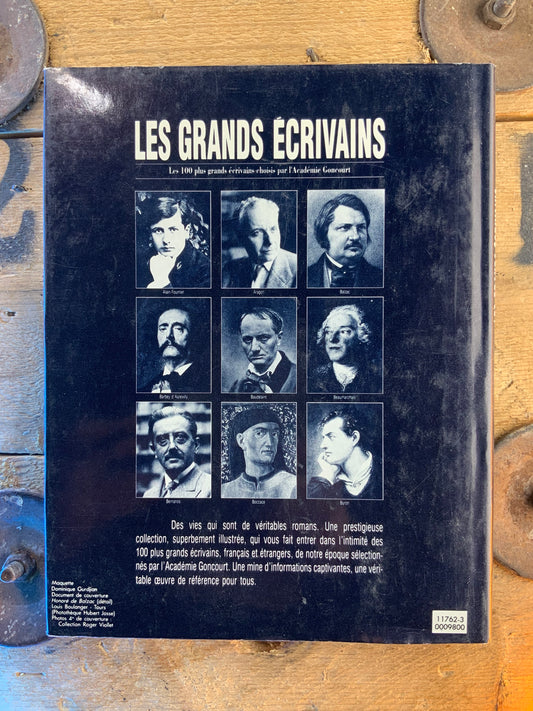 LES GRANDS ÉCRIVAINS
Les 100 plus grands écrivains choisis par l'Académie Goncourt
Alain-Fournier
Aragon
Balzac
Barbey d'Aurevilly
Baudelaire
Beaumarchais
Bernanos
Boccace
Byron
Des vies qui sont de véritables romans. Une prestigieuse
collection, superbement illustrée, qui vous fait entrer dans l'intimité des
100 plus grands écrivains, français et étrangers, de notre époque sélection-
nés par l'Académie Goncourt. Une mine d'informations captivantes, une véri-
table œuvre de référence pour tous.
Maquette
Dominique Gurdjian
Document de couverture
Honoré de Balzac (détail)
Louis Boulanger - Tours
(Photothèque Hubert Josse)
Photos 4e de couverture :
Collection Roger Viollet
11762-3
0009800